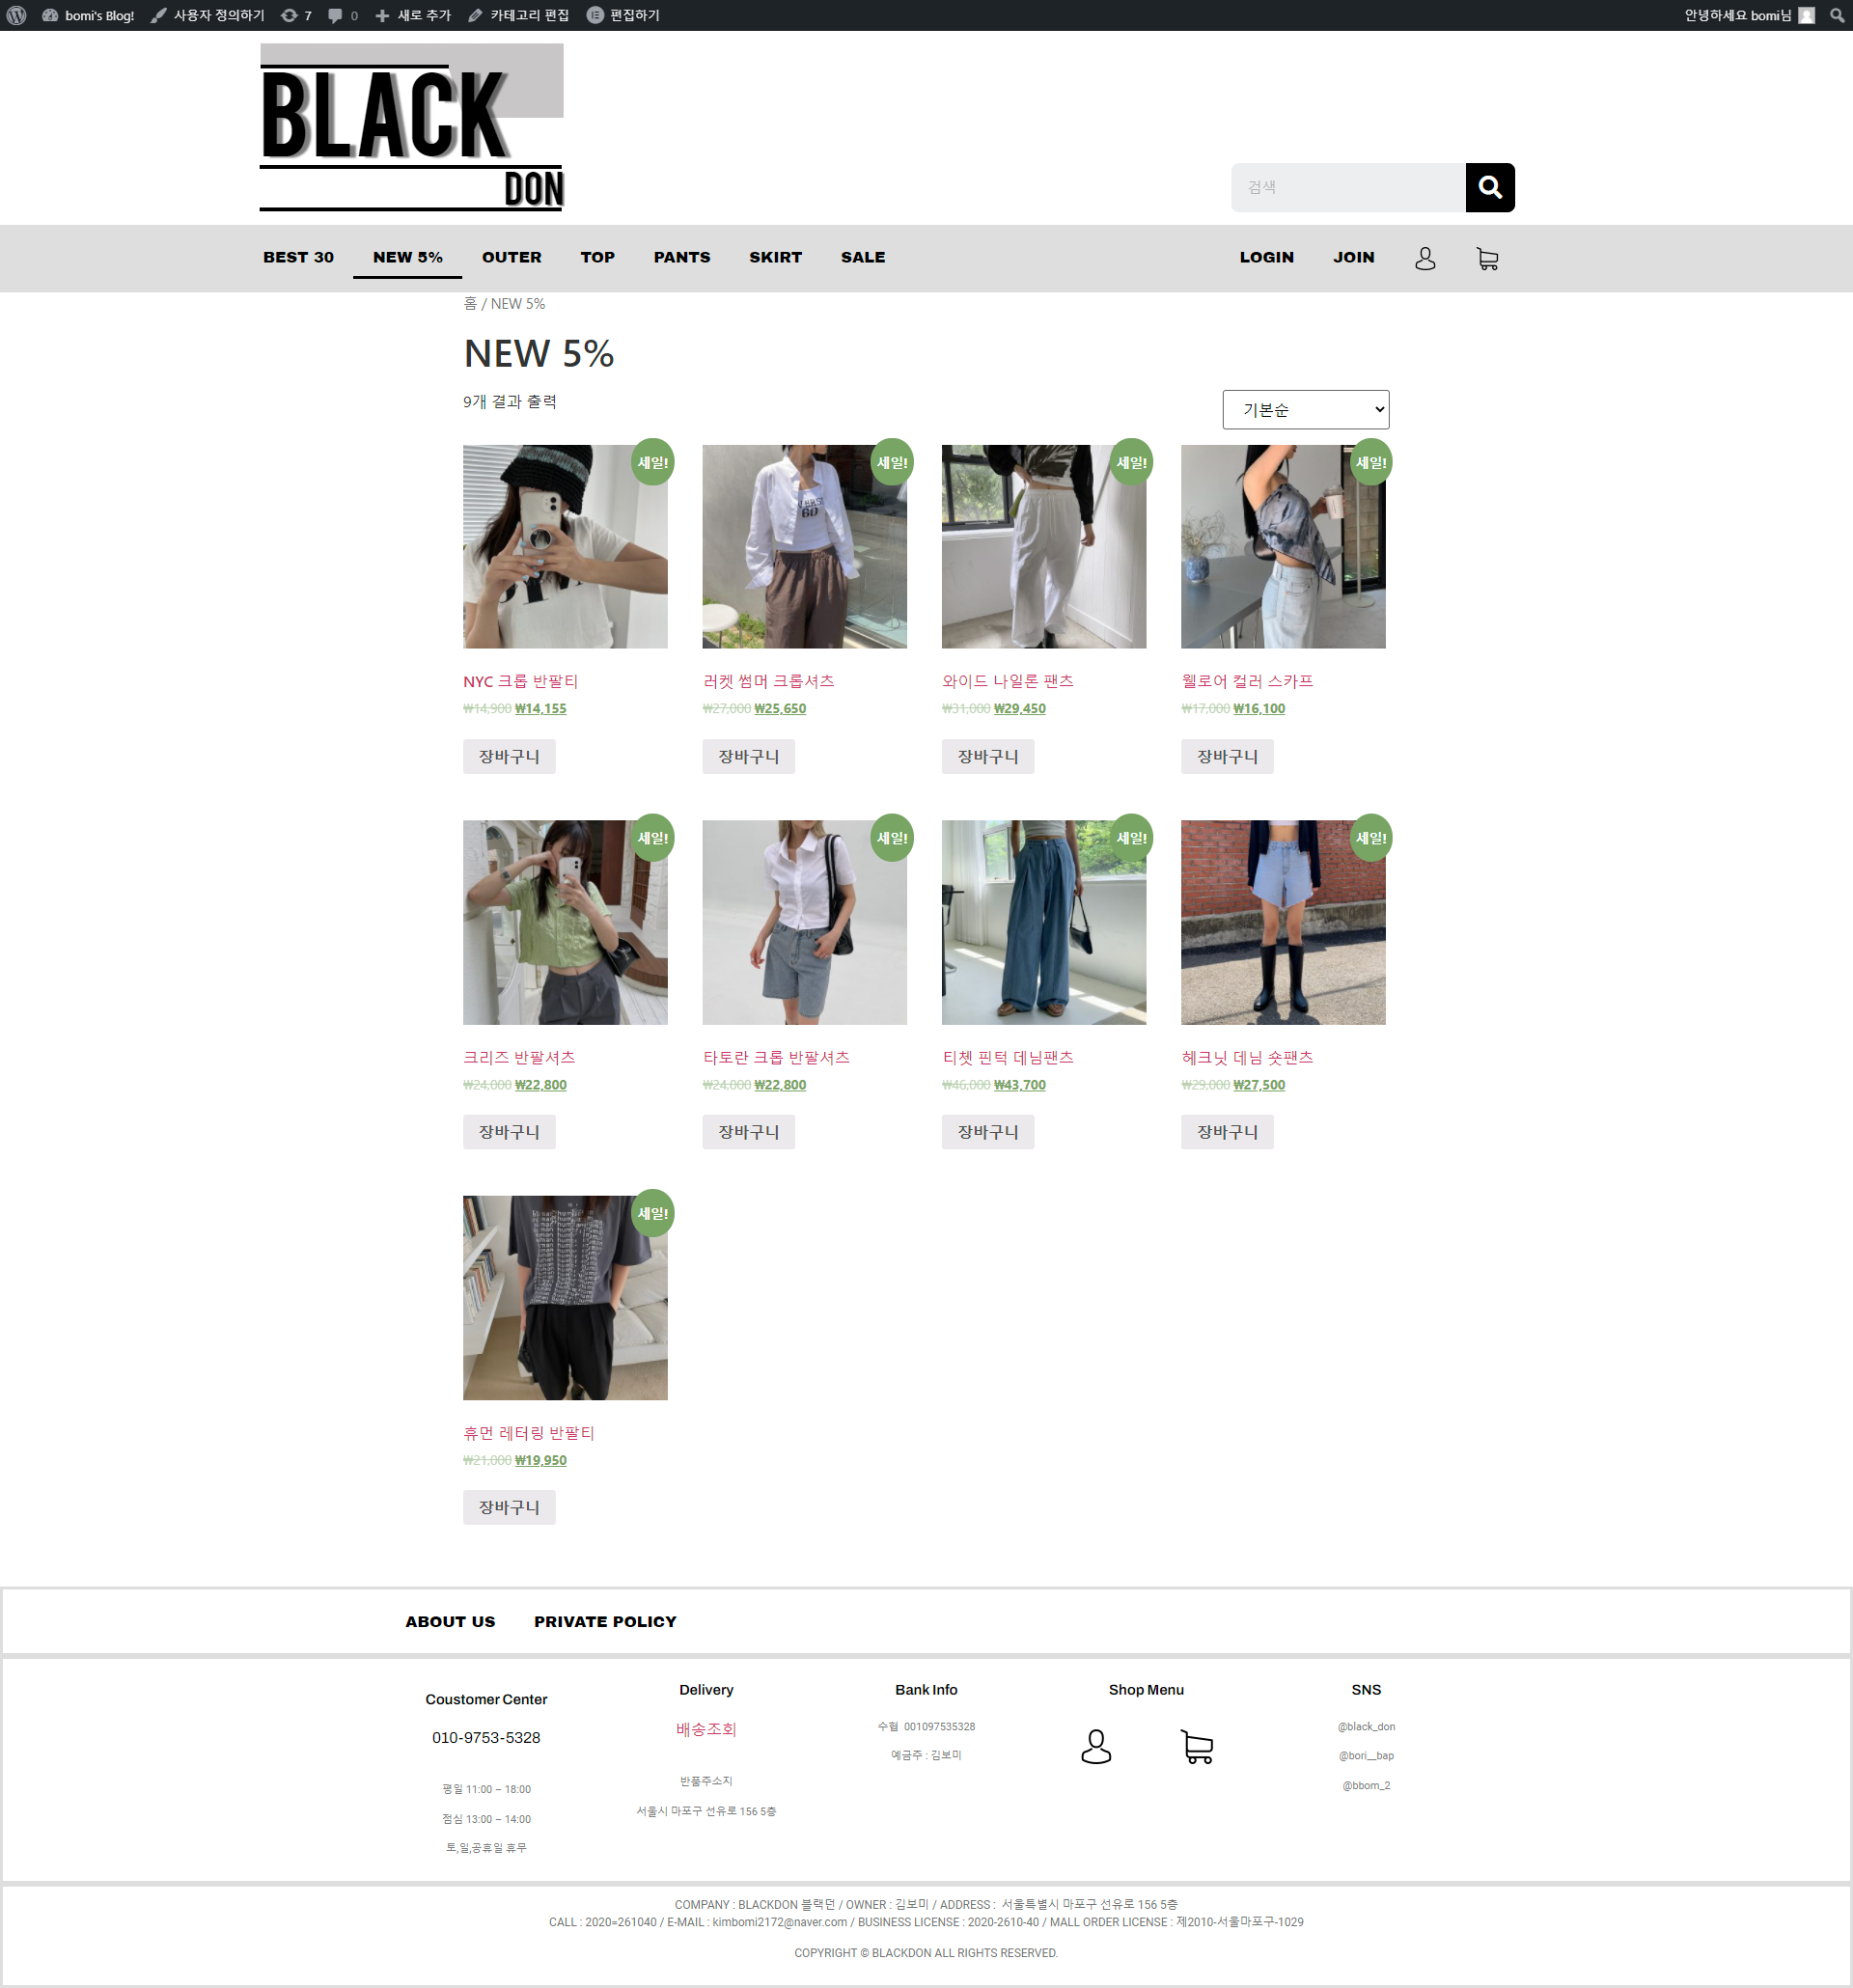 bomi's Blog! 사용자 정의하기 7 0 새로 추가 카테고리 편집 편집하기 안녕하세요 bomi님
BLACK
DON
검색
BEST 30 NEW 5% OUTER TOP PANTS SKIRT SALE LOGIN JOIN
홈 / NEW 5%
NEW 5%
9개 결과 출력 기본순
세일! 세일! 세일! 세일!
NYC 크롭 반팔티 러켓 썸머 크롭셔츠 와이드 나일론 팬츠 웰로어 컬러 스카프
₩14,900 ₩14,155 ₩27,000 ₩25,650 ₩31,000 ₩29,450 ₩17,000 ₩16,100
장바구니 장바구니 장바구니 장바구니
세일! 세일! 세일! 세일!
크리즈 반팔셔츠 타토란 크롭 반팔셔츠 티쳇 핀턱 데님팬츠 헤크닛 데님 숏팬츠
₩24,000 ₩22,800 ₩24,000 ₩22,800 ₩46,000 ₩43,700 ₩29,000 ₩27,500
장바구니 장바구니 장바구니 장바구니
세일!
휴먼 레터링 반팔티
₩21,000 ₩19,950
장바구니
ABOUT US PRIVATE POLICY
Coustomer Center
010-9753-5328
평일 11:00 – 18:00
점심 13:00 – 14:00
토,일,공휴일 휴무
Delivery
배송조회
반품주소지
서울시 마포구 선유로 156 5층
Bank Info
수협 001097535328
예금주 : 김보미
Shop Menu
SNS
@black_don
@bori__bap
@bbom_2
COMPANY : BLACKDON 블랙던 / OWNER : 김보미 / ADDRESS : 서울특별시 마포구 선유로 156 5층
CALL : 2020=261040 / E-MAIL : kimbomi2172@naver.com / BUSINESS LICENSE : 2020-2610-40 / MALL ORDER LICENSE : 제2010-서울마포구-1029
COPYRIGHT © BLACKDON ALL RIGHTS RESERVED.